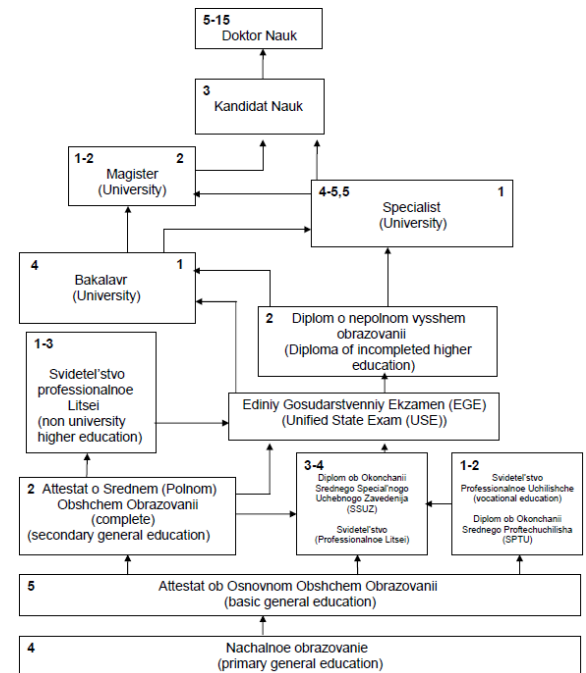 5-15
Doktor Nauk
3
Kandidat Nauk
1-2 2
Magister
(University)
4-5,5 1
Specialist
(University)
4 1
Bakalavr
(University)
2 Diplom o nepolnom vysshem
obrazovanii
(Diploma of incompleted higher
education)
1-3
Svidetel'stvo
professionalnoe
Litsei
(non university
higher education)
Ediniy Gosudarstvenniy Ekzamen (EGE)
(Unified State Exam (USE))
2 Attestat o Srednem (Polnom)
Obshchem Obrazovanii
(complete)
(secondary general education)
3-4
Diplom ob Okonchanii
Srednego Special'nogo
Uchebnogo Zavedenija
(SSUZ)
Svidetel'stvo
(Professionalnoe Litsei)
1-2
Svidetel'stvo
Professionalnoe Uchilishche
(vocational education)
Diplom ob Okonchanii
Srednego Proftechuchilisha
(SPTU)
5 Attestat ob Osnovnom Obshchem Obrazovanii
(basic general education)
4 Nachalnoe obrazovanie
(primary general education)